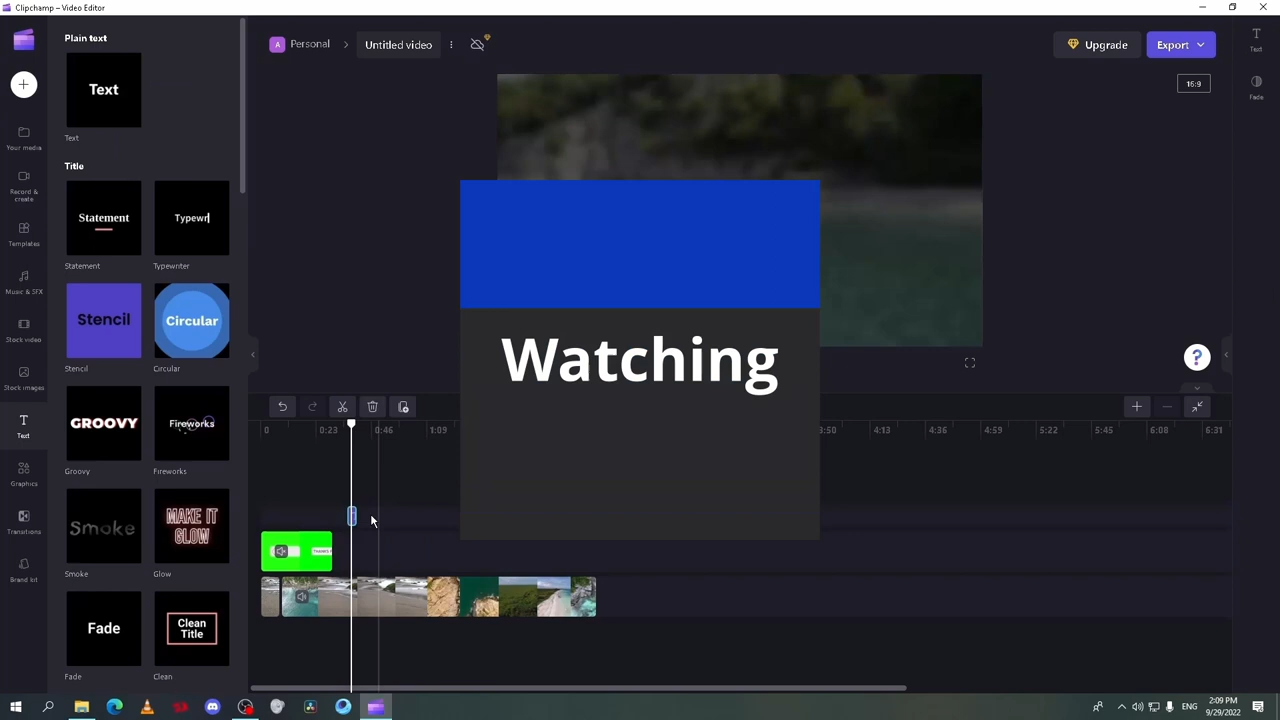 Clipchamp – Video Editor
Plain text
Text
Text
Title
Statement
Typewr
Statement
Typewriter
Stencil
Circular
Stencil
Circular
GROOVY
Fireworks
Groovy
Fireworks
Smoke
MAKE IT
GLOW
Smoke
Glow
Fade
Clean
Title
Fade
Clean
Your media
Record &
create
Templates
Music & SFX
Stock video
Stock images
Text
Graphics
Transitions
Brand kit
A Personal
Untitled video
Upgrade
Export
16:9
Text
Fade
Watching
?
0 0:23 0:46 1:09 3:50 4:13 4:36 4:59 5:22 5:45 6:08 6:31
ENG
2:09 PM
9/29/2022